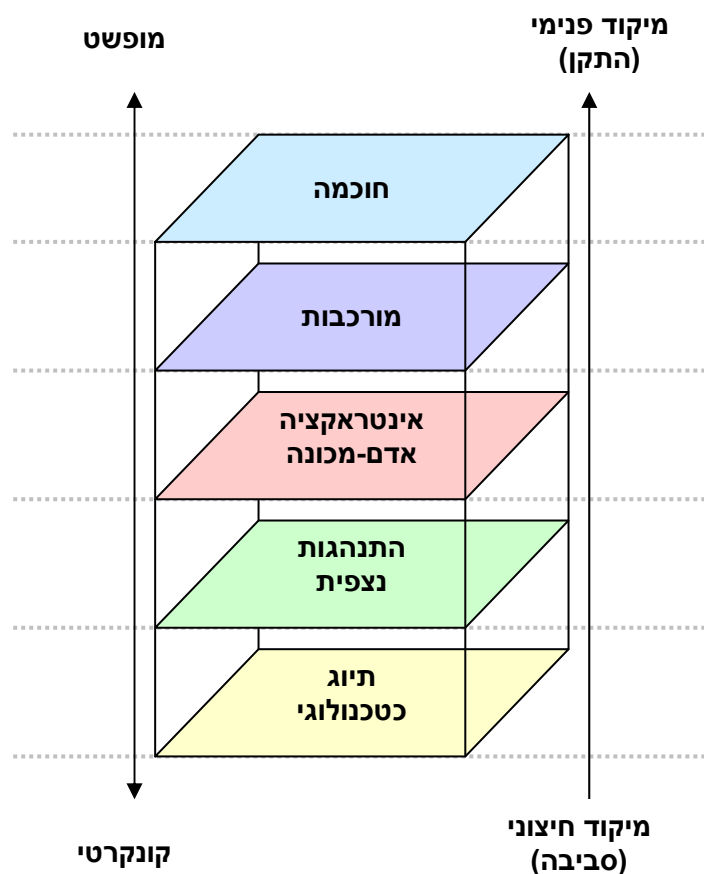 מיקוד פנימי
(התקן)
מופשט
חוכמה
מורכבות
אינטראקציה
אדם-מכונה
התנהגות
נצפית
תיוג
כטכנולוגי
מיקוד חיצוני
(סביבה)
קונקרטי